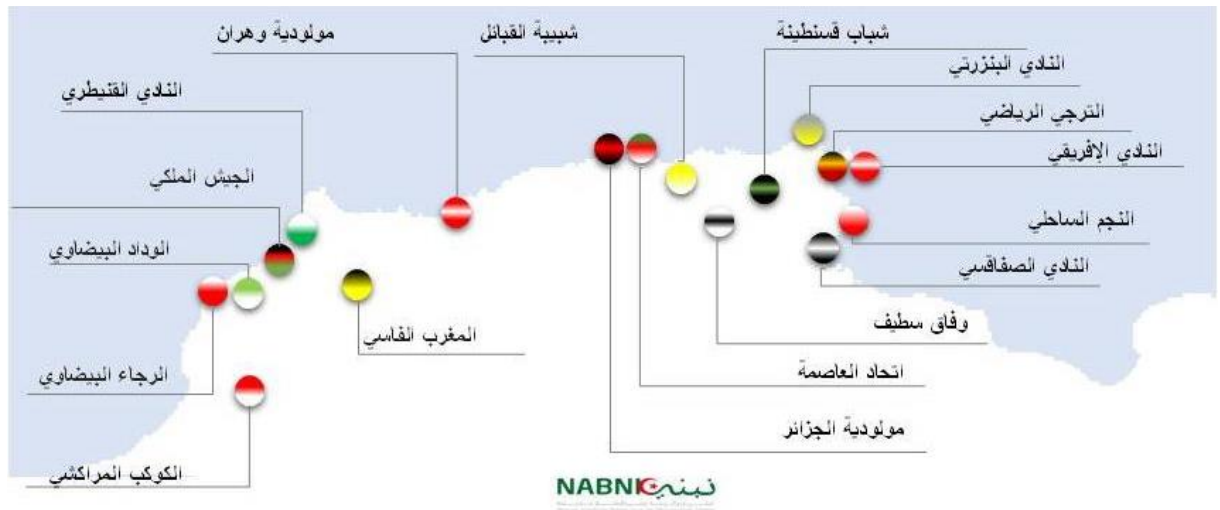 مولودية وهران
شبيبة القبائل
شباب قسنطينة
النادي البنزرتي
النادي القنيطري
الترجي الرياضي
النادي الإفريقي
الجيش الملكي
النجم الساحلي
الوداد البيضاوي
النادي الصفاقسي
وفاق سطيف
المغرب الفاسي
الرجاء البيضاوي
اتحاد العاصمة
مولودية الجزائر
الكوكب المراكشي
NABNI نبني